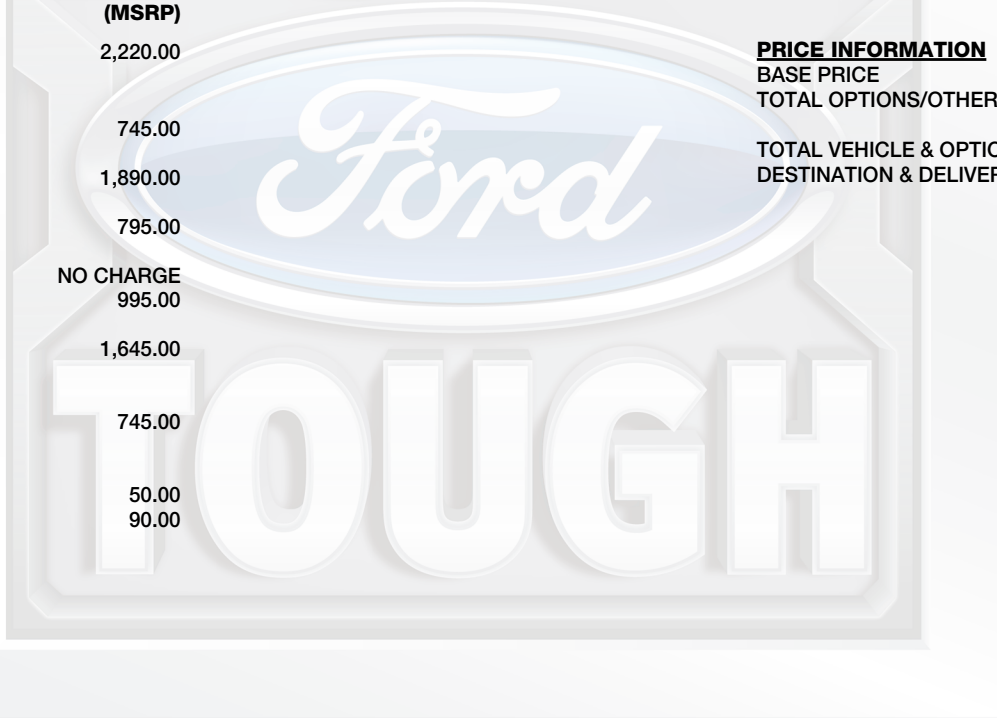 (MSRP)
2,220.00
745.00
1,890.00
795.00
NO CHARGE
995.00
1,645.00
745.00
50.00
90.00
PRICE INFORMATION
BASE PRICE
TOTAL OPTIONS/OTHER
TOTAL VEHICLE & OPTIO
DESTINATION & DELIVER
Ford
TOUGH